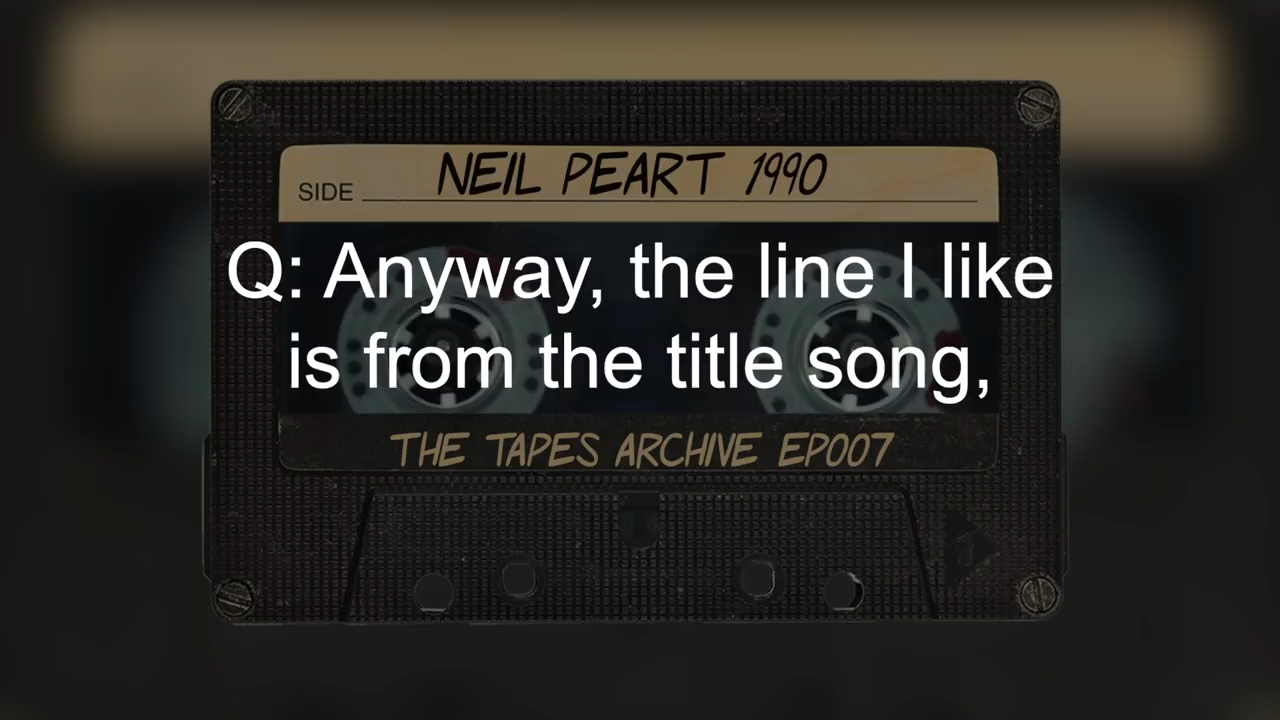 NEIL PEART 1990
SIDE
Q: Anyway, the line I like
is from the title song,
THE TAPES ARCHIVE EP007